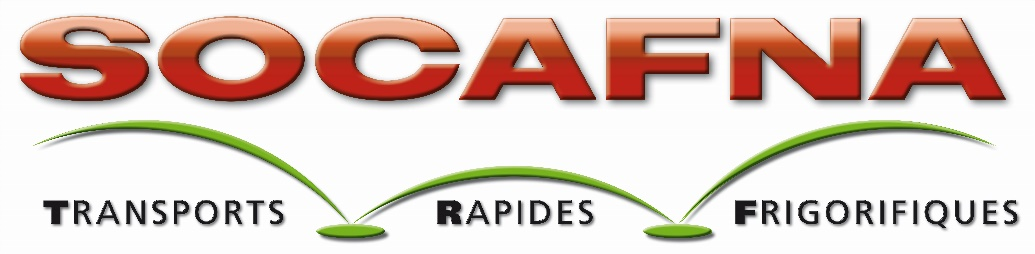 SOCAFNA
TRANSPORTS RAPIDES FRIGORIFIQUES